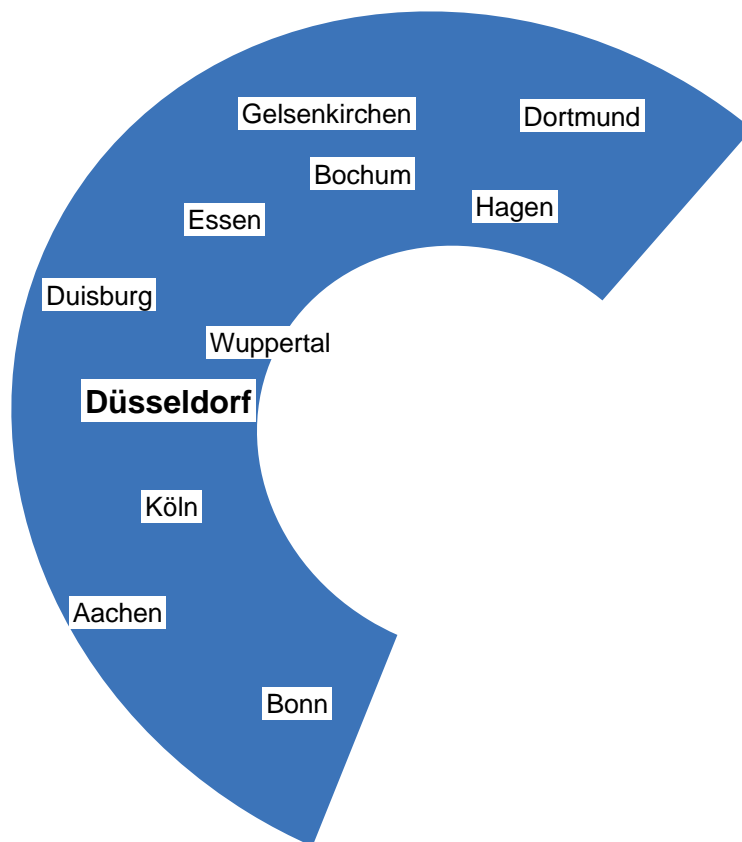 Gelsenkirchen
Dortmund
Bochum
Hagen
Essen
Duisburg
Wuppertal
Düsseldorf
Köln
Aachen
Bonn